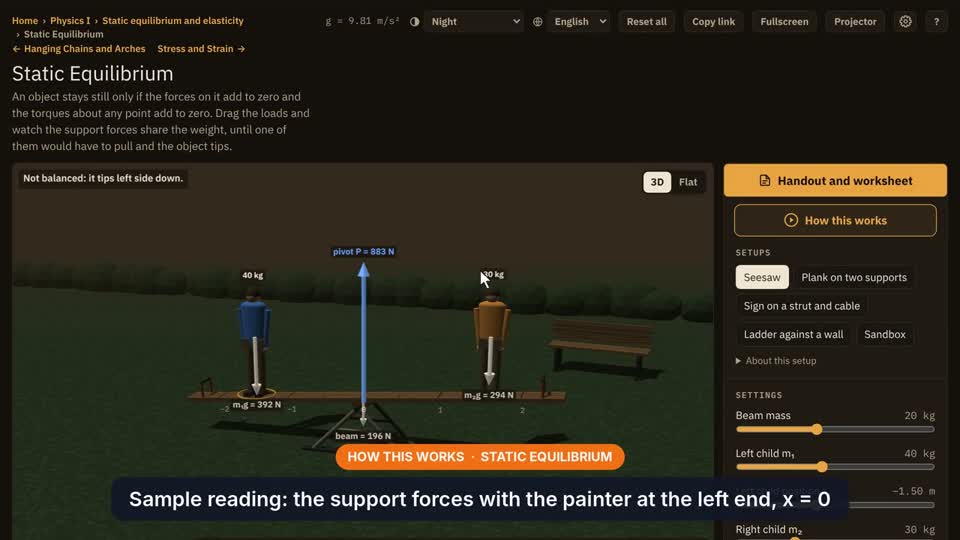 Home › Physics I › Static equilibrium and elasticity
› Static Equilibrium
← Hanging Chains and Arches Stress and Strain →
g = 9.81 m/s²
Night
English
Reset all
Copy link
Fullscreen
Projector
?
Static Equilibrium
An object stays still only if the forces on it add to zero and
the torques about any point add to zero. Drag the loads and
watch the support forces share the weight, until one of
them would have to pull and the object tips.
Not balanced: it tips left side down.
3D Flat
pivot P = 883 N
40 kg
30 kg
m₁g = 392 N
m₂g = 294 N
-2 -1 0 1 2
beam = 196 N
HOW THIS WORKS · STATIC EQUILIBRIUM
Sample reading: the support forces with the painter at the left end, x = 0
Handout and worksheet
How this works
SETUPS
Seesaw Plank on two supports
Sign on a strut and cable
Ladder against a wall Sandbox
▶ About this setup
SETTINGS
Beam mass 20 kg
Left child m₁ 40 kg
−1.50 m
Right child m₂ 30 kg